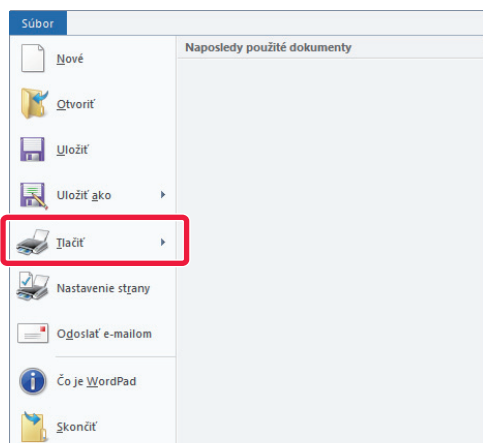 Súbor
Naposledy použité dokumenty
Nové
Otvoriť
Uložiť
Uložiť ako
Tlačiť
Nastavenie strany
Odoslať e-mailom
Čo je WordPad
Skončiť